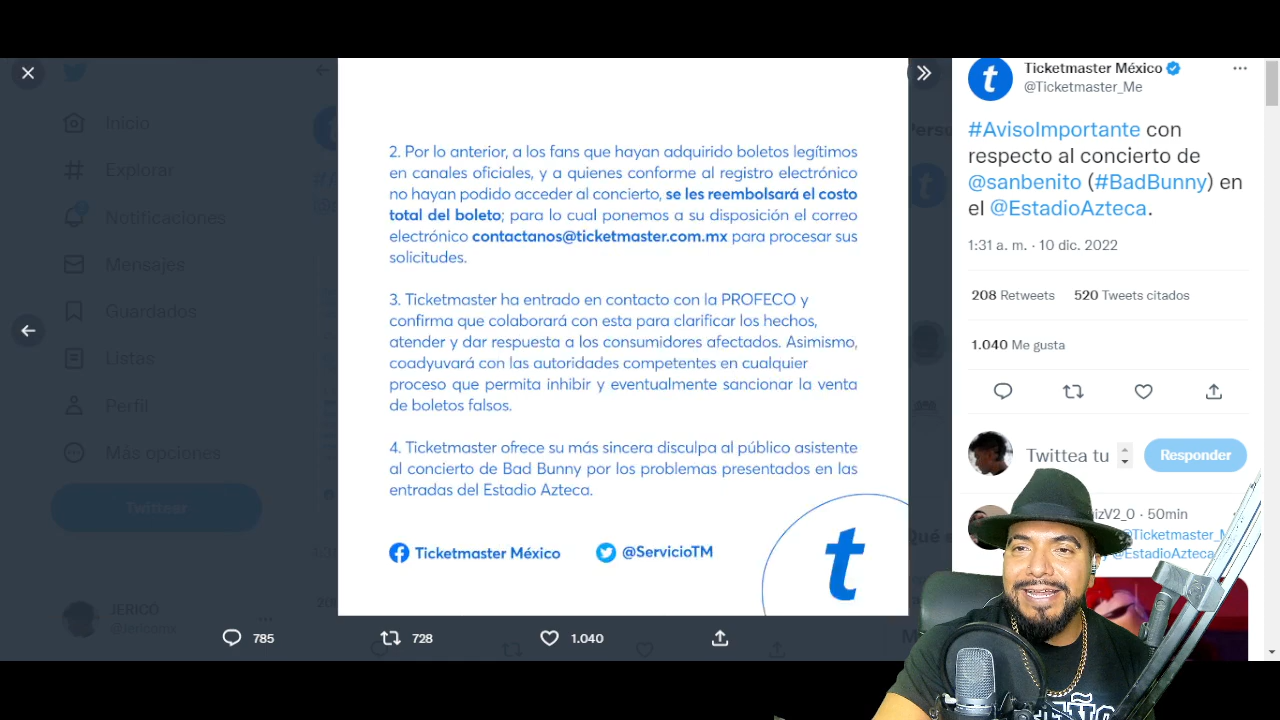 Inicio
Explorar
Notificaciones
Mensajes
Guardados
Listas
Perfil
Más opciones
Twittear
JERICO
@Jericomx
2. Por lo anterior, a los fans que hayan adquirido boletos legítimos
en canales oficiales, y a quienes conforme al registro electrónico
no hayan podido acceder al concierto, se les reembolsará el costo
total del boleto; para lo cual ponemos a su disposición el correo
electrónico contactanos@ticketmaster.com.mx para procesar sus
solicitudes.
3. Ticketmaster ha entrado en contacto con la PROFECO y
confirma que colaborará con esta para clarificar los hechos,
atender y dar respuesta a los consumidores afectados. Asimismo,
coadyuvará con las autoridades competentes en cualquier
proceso que permita inhibir y eventualmente sancionar la venta
de boletos falsos.
4. Ticketmaster ofrece su más sincera disculpa al público asistente
al concierto de Bad Bunny por los problemas presentados en las
entradas del Estadio Azteca.
Ticketmaster México @ServicioTM
t
785 728 1.040
t
Ticketmaster México
@Ticketmaster_Me
#AvisoImportante con
respecto al concierto de
@sanbenito (#BadBunny) en
el @EstadioAzteca.
1:31 a. m. · 10 dic. 2022
208 Retweets 520 Tweets citados
1.040 Me gusta
Twittea tu
Responder
izV2_0 · 50min
@Ticketmaster_M
@EstadioAzteca